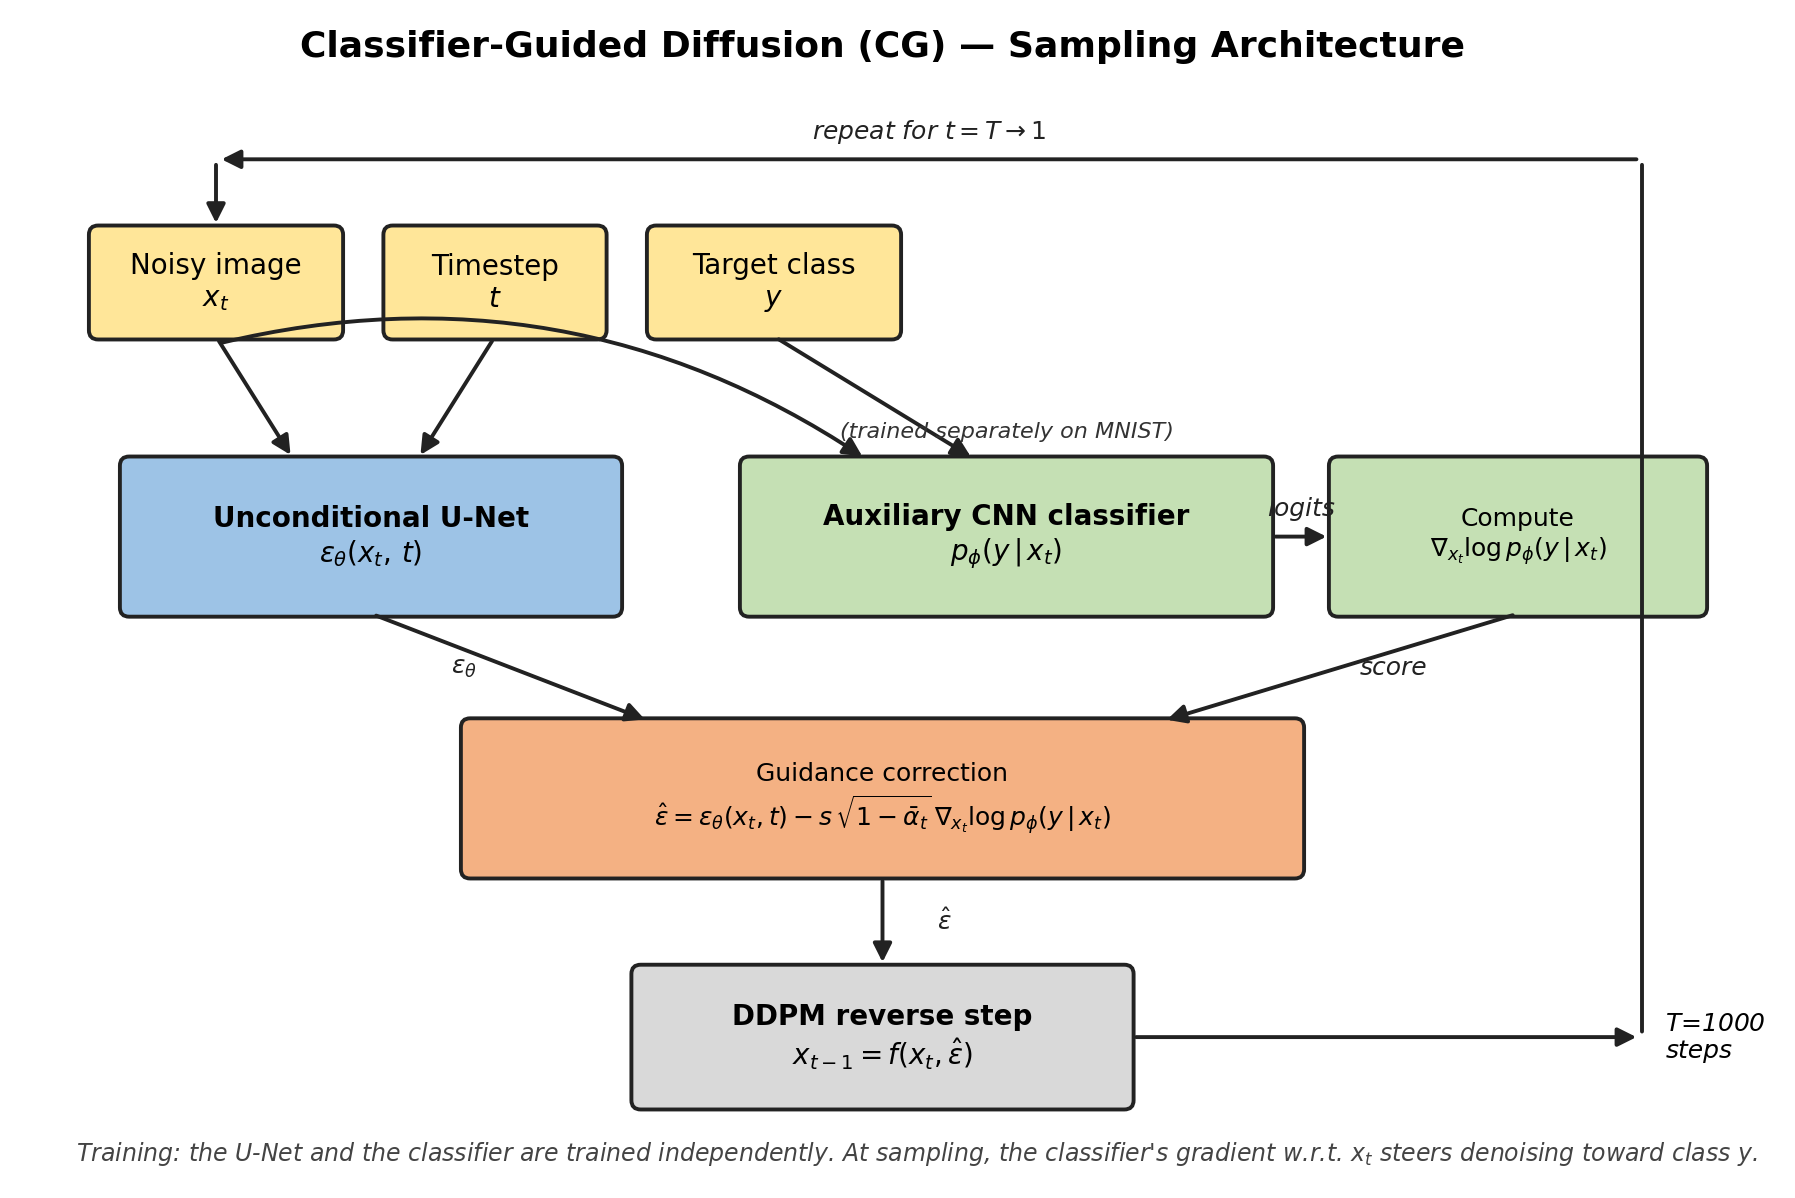 Classifier-Guided Diffusion (CG) — Sampling Architecture
repeat for t = T → 1
Noisy image
x_t
Timestep
t
Target class
y
(trained separately on MNIST)
Unconditional U-Net
ε_θ(x_t, t)
Auxiliary CNN classifier
p_ϕ(y | x_t)
logits
Compute
∇_{x_t} log p_ϕ(y | x_t)
ε_θ
score
Guidance correction
ε̂ = ε_θ(x_t, t) − s √(1 − ᾱ_t) ∇_{x_t} log p_ϕ(y | x_t)
ε̂
DDPM reverse step
x_{t−1} = f(x_t, ε̂)
T=1000
steps
Training: the U-Net and the classifier are trained independently. At sampling, the classifier's gradient w.r.t. x_t steers denoising toward class y.